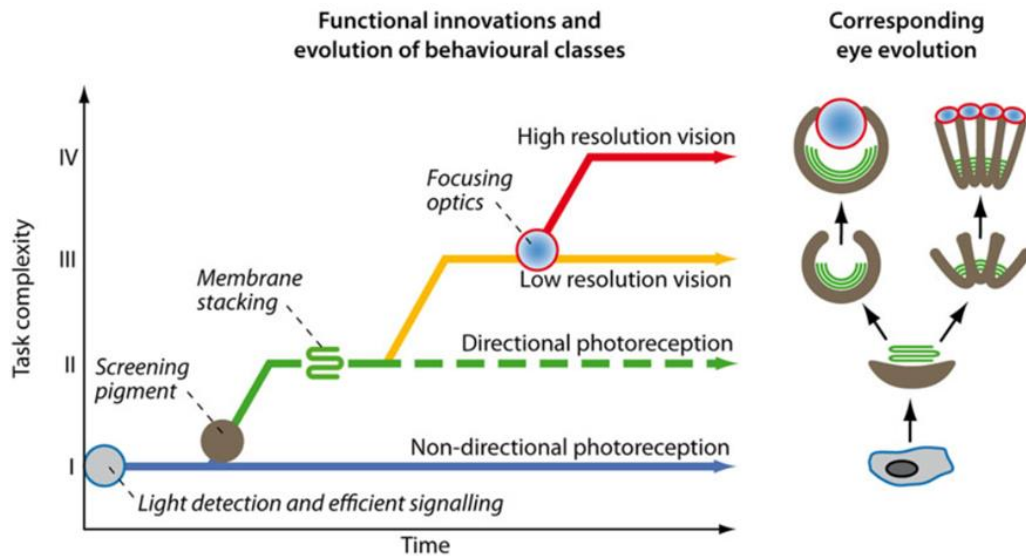 Functional innovations and
evolution of behavioural classes
Corresponding
eye evolution
Task complexity
IV
III
II
I
High resolution vision
Focusing
optics
Low resolution vision
Membrane
stacking
Directional photoreception
Screening
pigment
Non-directional photoreception
Light detection and efficient signalling
Time